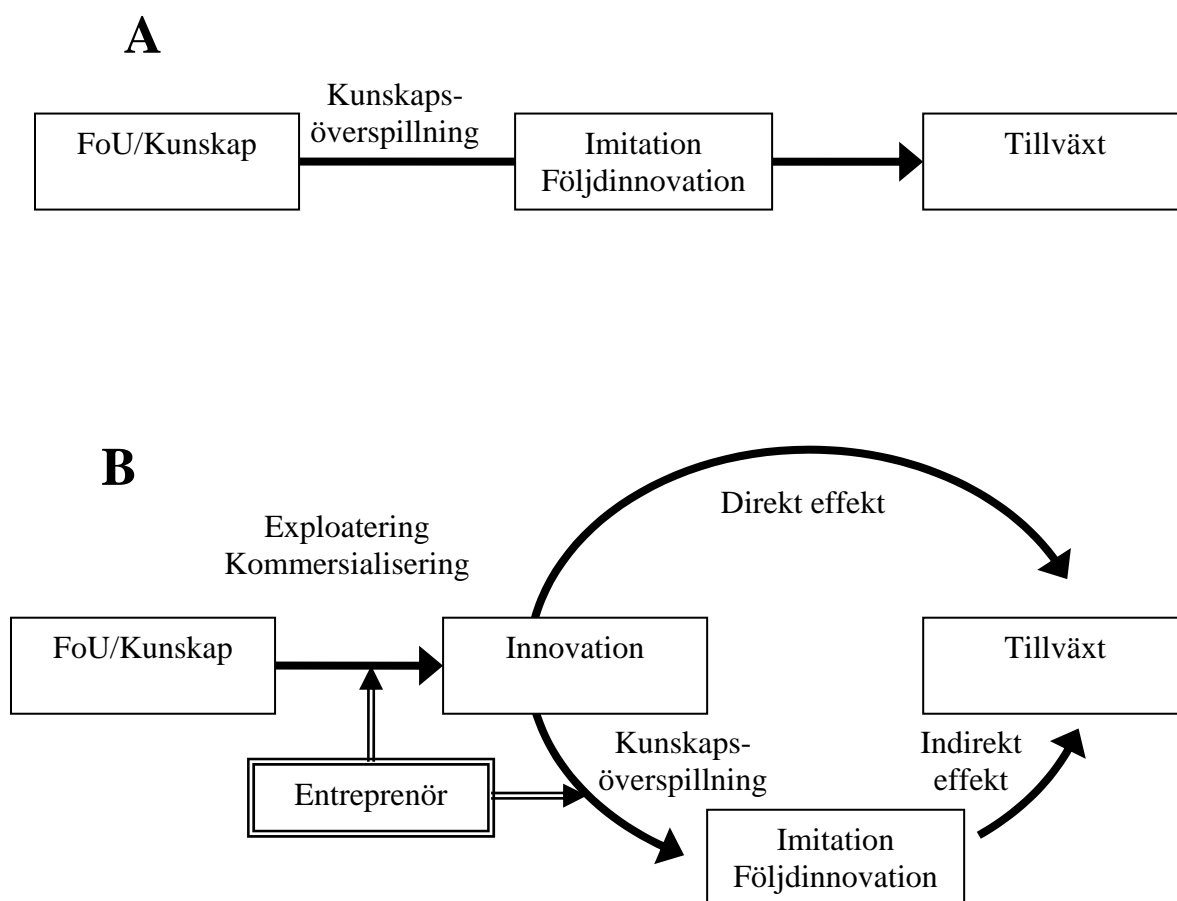 A
Kunskaps-
överspillning
FoU/Kunskap
Imitation
Följdinnovation
Tillväxt
B
Direkt effekt
Exploatering
Kommersialisering
FoU/Kunskap
Innovation
Tillväxt
Kunskaps-
överspillning
Indirekt
effekt
Entreprenör
Imitation
Följdinnovation